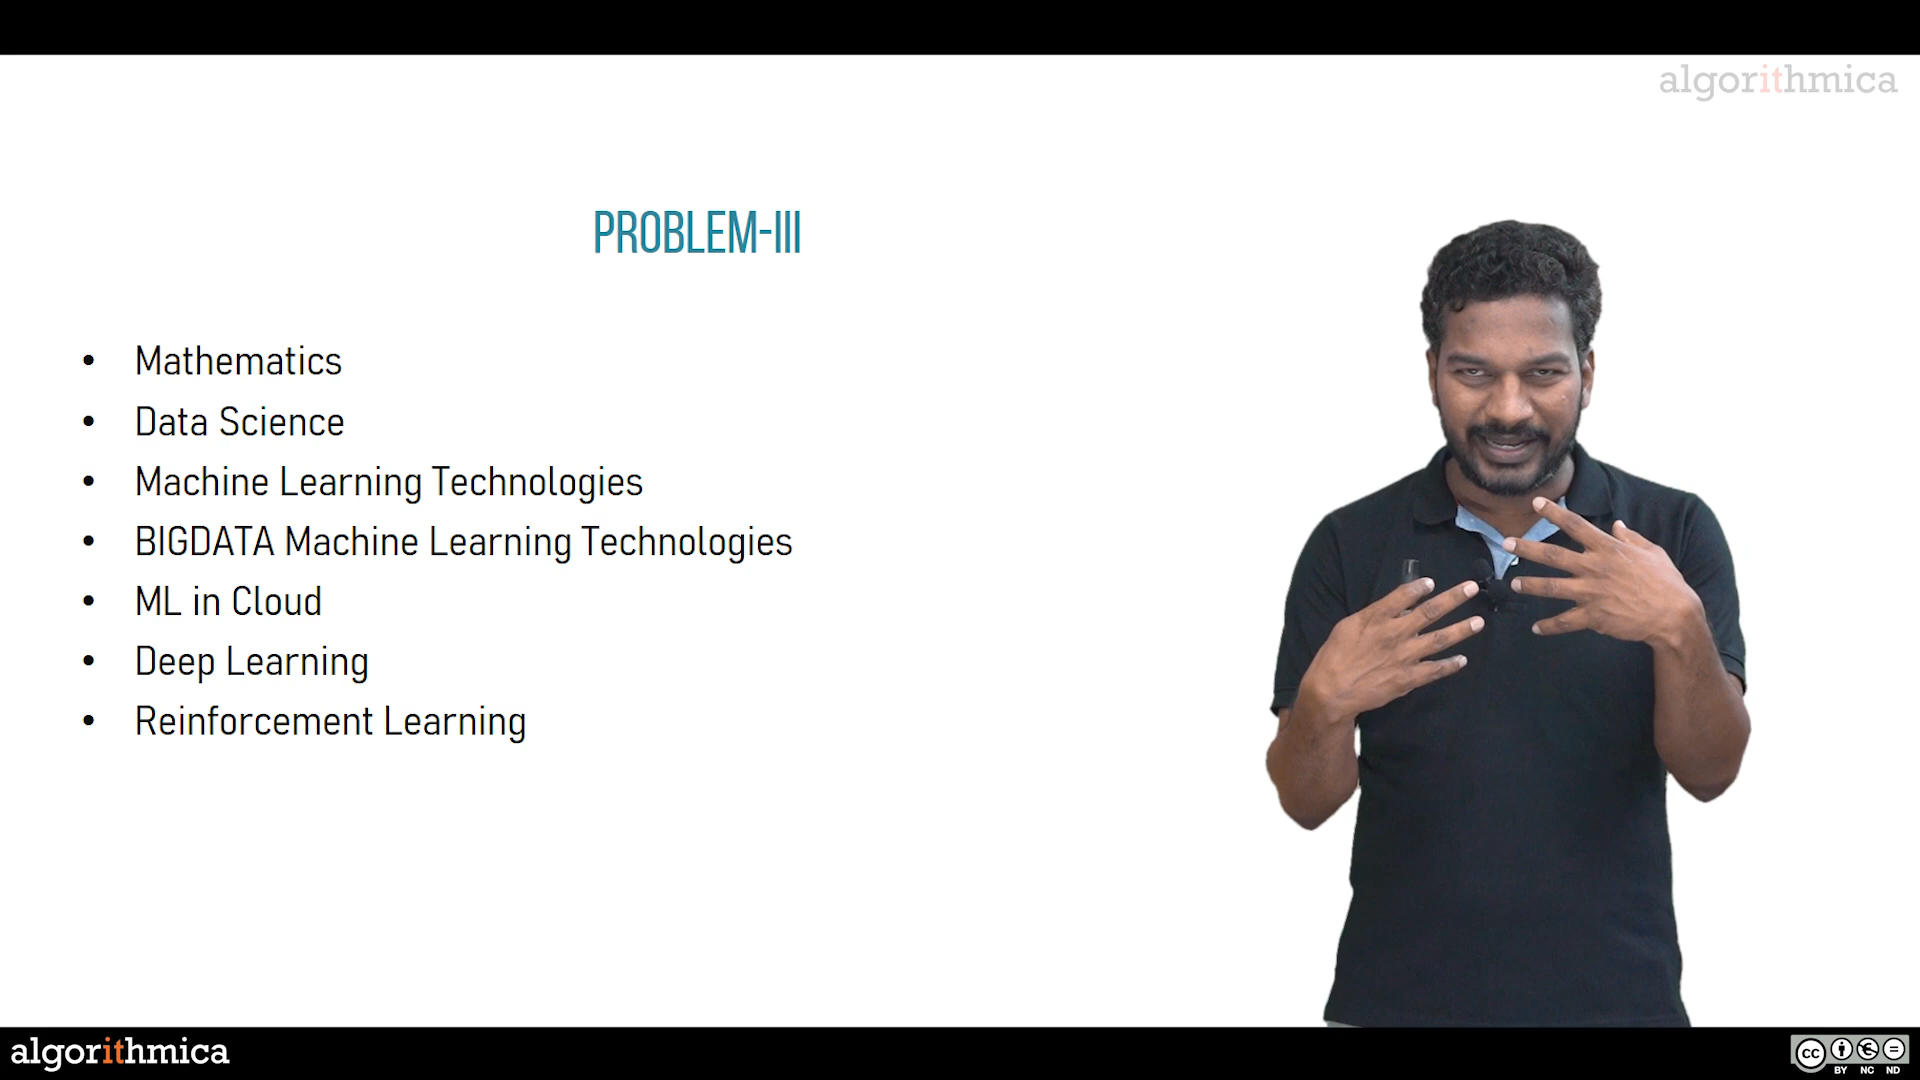 algorithmica
PROBLEM-III
• Mathematics
• Data Science
• Machine Learning Technologies
• BIGDATA Machine Learning Technologies
• ML in Cloud
• Deep Learning
• Reinforcement Learning
algorithmica
cc
BY NC ND